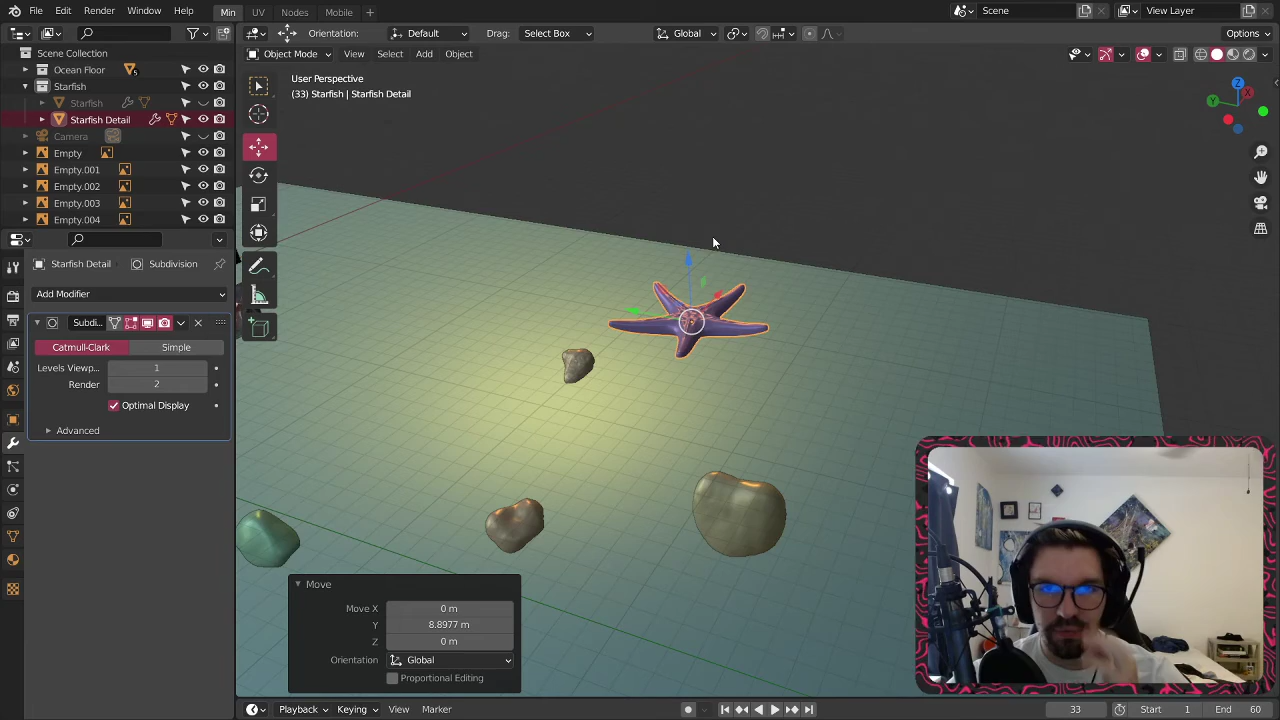 File Edit Render Window Help Min UV Nodes Mobile Scene View Layer
Orientation: Default Drag: Select Box Global Options
Object Mode View Select Add Object
Scene Collection
Ocean Floor 5
Starfish
Starfish
Starfish Detail
Camera
Empty
Empty.001
Empty.002
Empty.003
Empty.004
Starfish Detail Subdivision
Add Modifier
Subdi...
Catmull-Clark Simple
Levels Viewp... 1
Render 2
Optimal Display
Advanced
User Perspective
(33) Starfish | Starfish Detail
Z
Y
X
Move
Move X 0 m
Y 8.8977 m
Z 0 m
Orientation Global
Proportional Editing
Playback Keying View Marker 33 Start 1 End 60